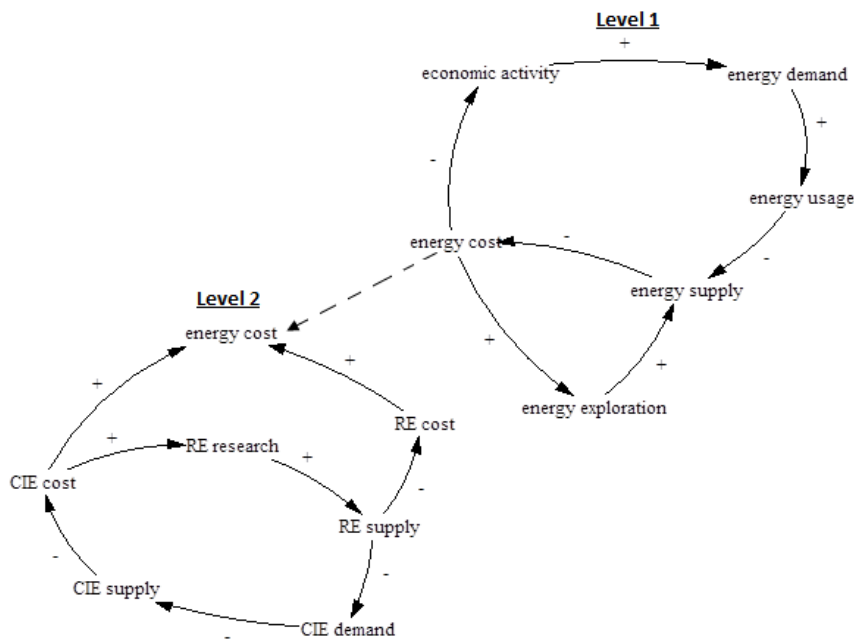 Level 1
+
economic activity
energy demand
+
-
energy usage
-
energy cost
-
energy supply
Level 2
energy cost
+
+
+
+
energy exploration
RE cost
+
RE research
+
CIE cost
-
RE supply
-
-
CIE supply
CIE demand
-